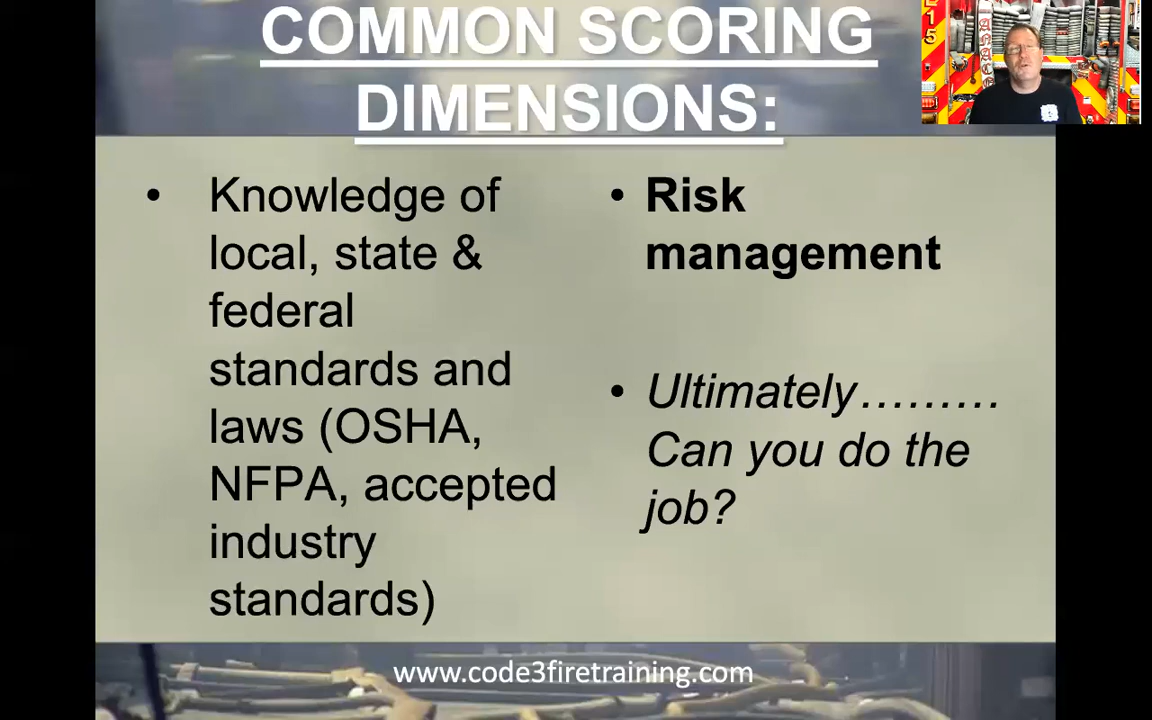 COMMON SCORING
DIMENSIONS:
• Knowledge of
local, state &
federal
standards and
laws (OSHA,
NFPA, accepted
industry
standards)
• Risk
management
• Ultimately………
Can you do the
job?
www.code3firetraining.com
15